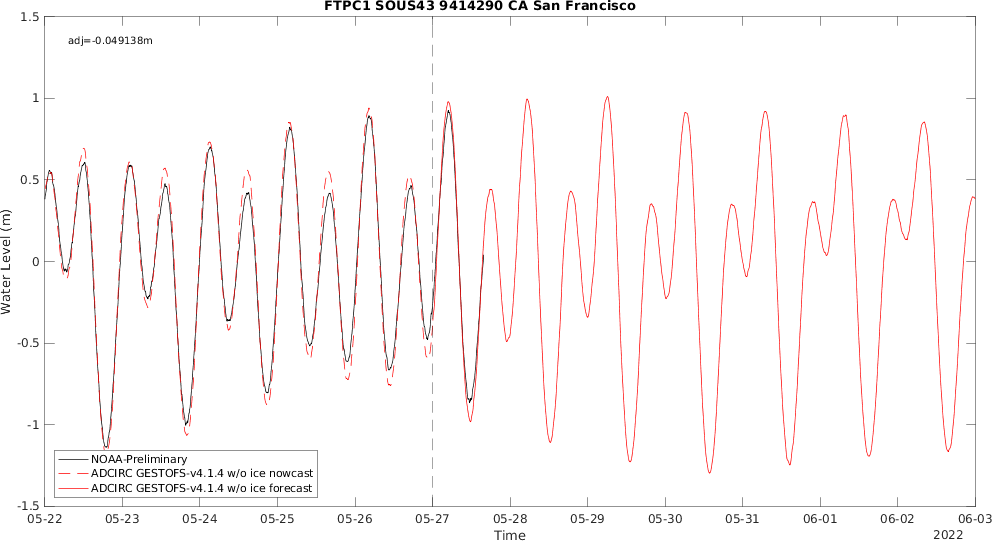 FTPC1 SOUS43 9414290 CA San Francisco
adj=-0.049138m
1.5
1
0.5
0
-0.5
-1
-1.5
Water Level (m)
NOAA-Preliminary
ADCIRC GESTOFS-v4.1.4 w/o ice nowcast
ADCIRC GESTOFS-v4.1.4 w/o ice forecast
05-22 05-23 05-24 05-25 05-26 05-27 05-28 05-29 05-30 05-31 06-01 06-02 06-03
Time
2022